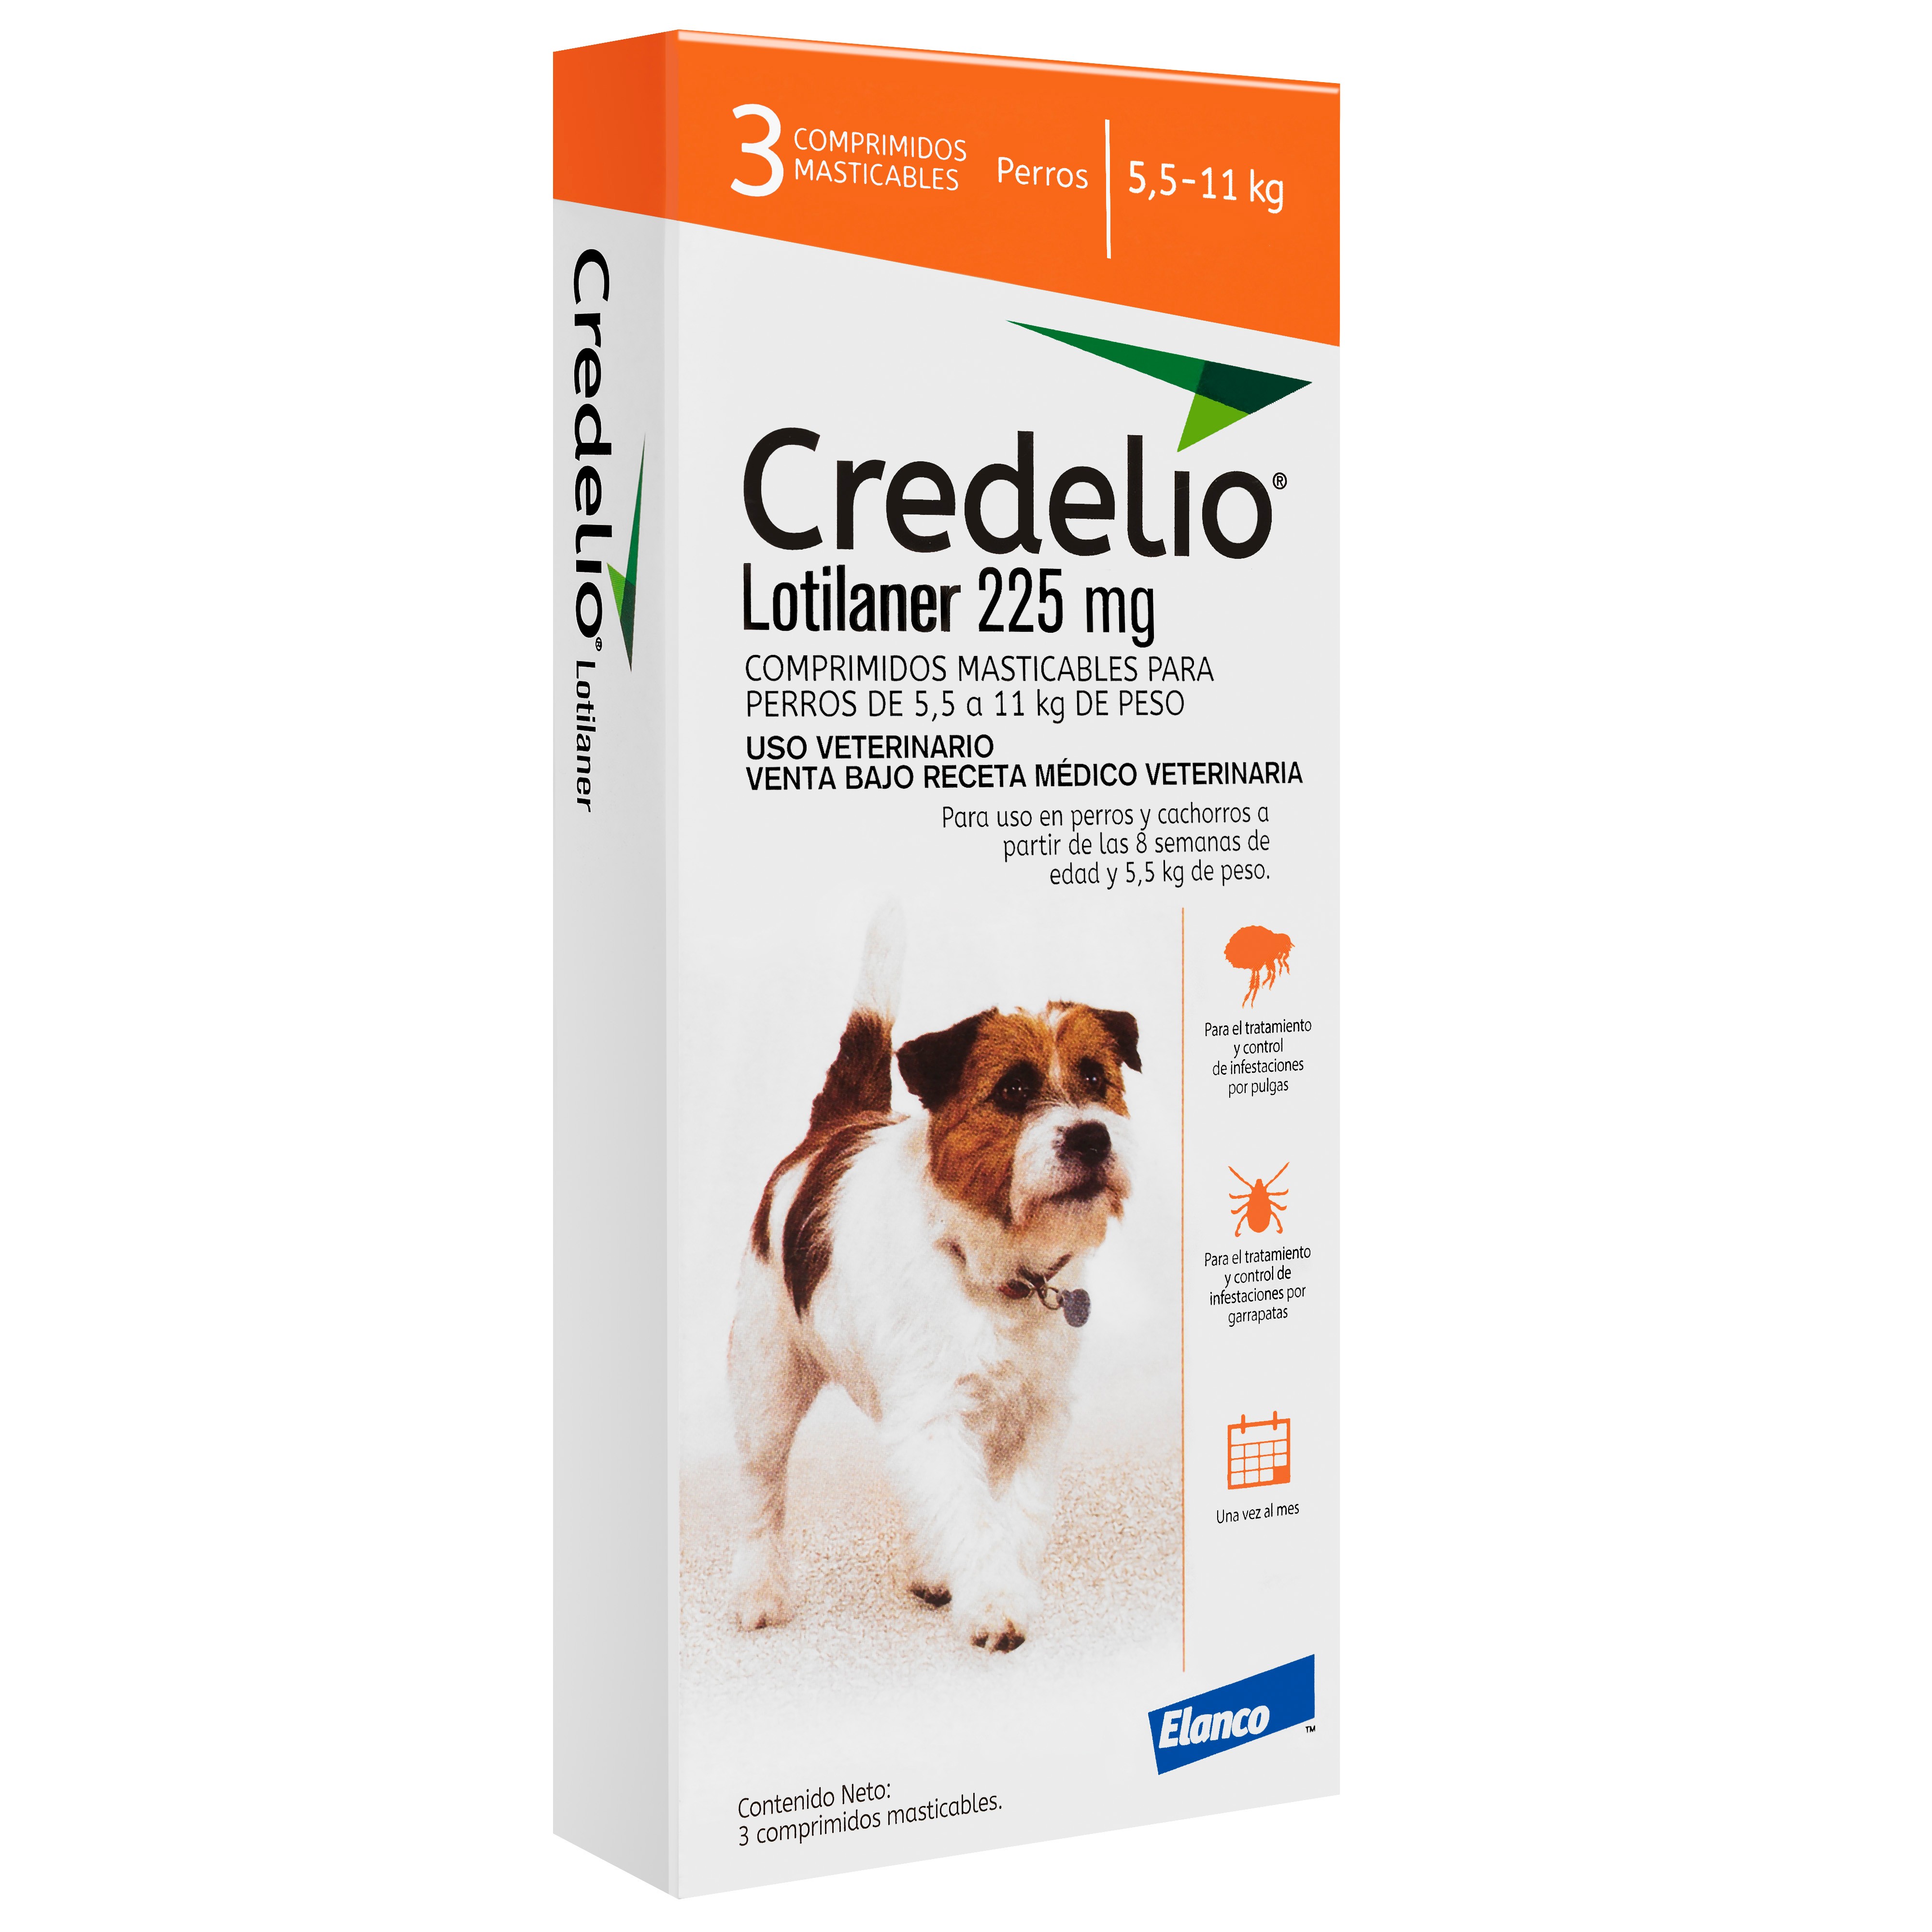 3 COMPRIMIDOS
MASTICABLES
Perros
5,5-11 kg
Credelio® Lotilaner
Credelio®
Lotilaner 225 mg
COMPRIMIDOS MASTICABLES PARA
PERROS DE 5,5 a 11 kg DE PESO
USO VETERINARIO
VENTA BAJO RECETA MÉDICO VETERINARIA
Para uso en perros y cachorros a
partir de las 8 semanas de
edad y 5,5 kg de peso.
Para el tratamiento
y control
de infestaciones
por pulgas
Para el tratamiento
y control de
infestaciones por
garrapatas
Una vez al mes
Elanco™
Contenido Neto:
3 comprimidos masticables.